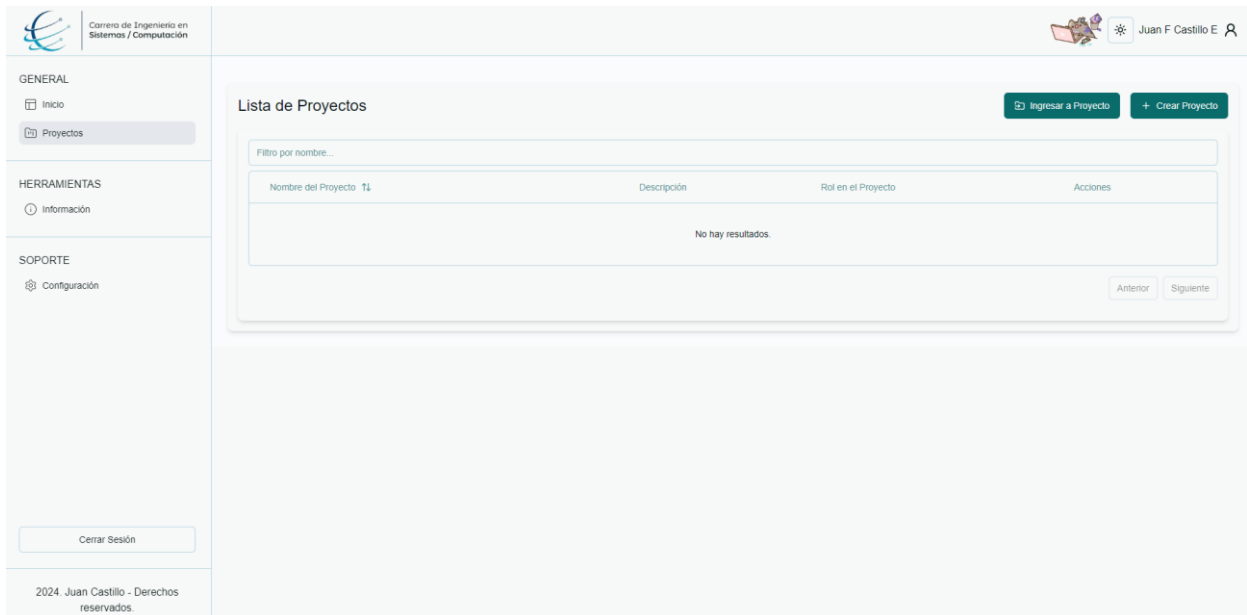 Carrera de Ingeniería en
Sistemas / Computación
Juan F Castillo E
GENERAL
Inicio
Proyectos
HERRAMIENTAS
Información
SOPORTE
Configuración
Cerrar Sesión
2024. Juan Castillo - Derechos
reservados.
Lista de Proyectos
Ingresar a Proyecto
+ Crear Proyecto
Filtro por nombre...
Nombre del Proyecto Descripción Rol en el Proyecto Acciones
No hay resultados.
Anterior Siguiente